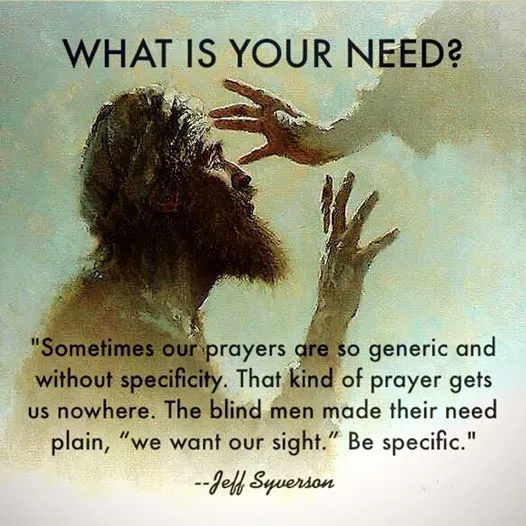 WHAT IS YOUR NEED?
"Sometimes our prayers are so generic and
without specificity. That kind of prayer gets
us nowhere. The blind men made their need
plain, “we want our sight.” Be specific."
--Jeff Syverson